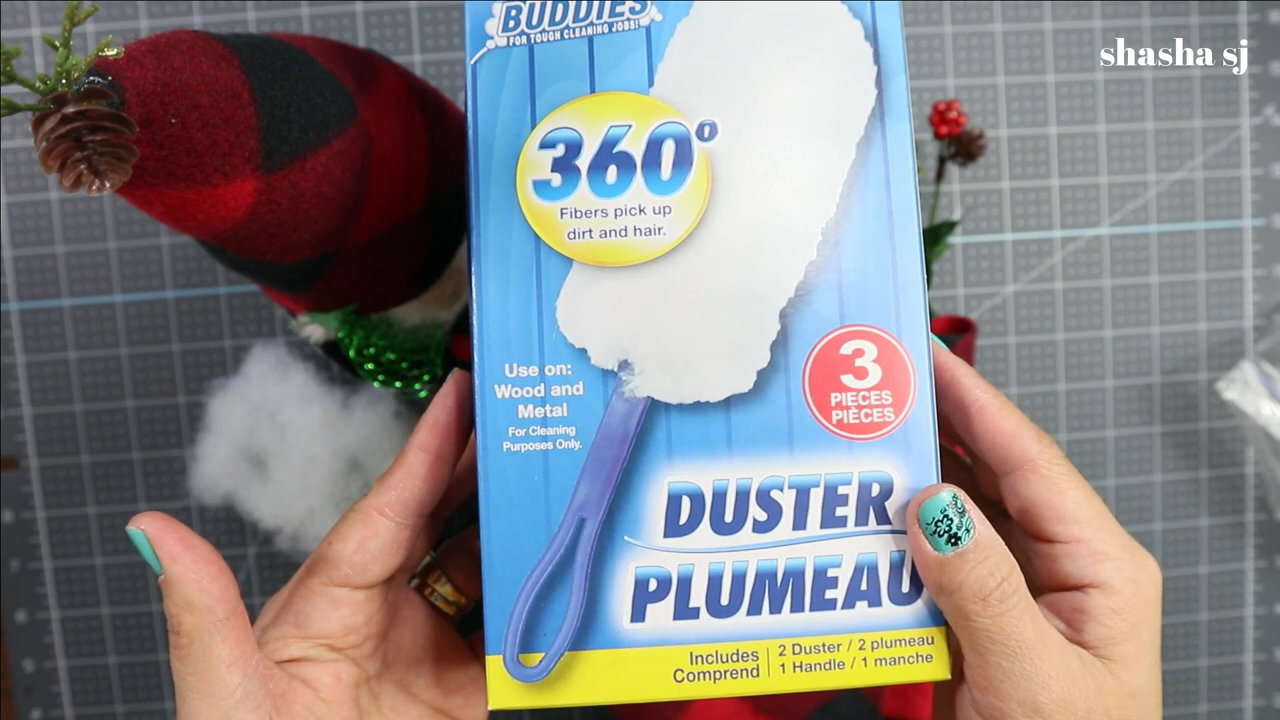 BUDDIES
FOR TOUGH CLEANING JOBS!
shasha sj
360°
Fibers pick up
dirt and hair.
Use on:
Wood and
Metal
For Cleaning
Purposes Only.
3
PIECES
PIÈCES
DUSTER
PLUMEAU
Includes
Comprend
2 Duster / 2 plumeau
1 Handle / 1 manche